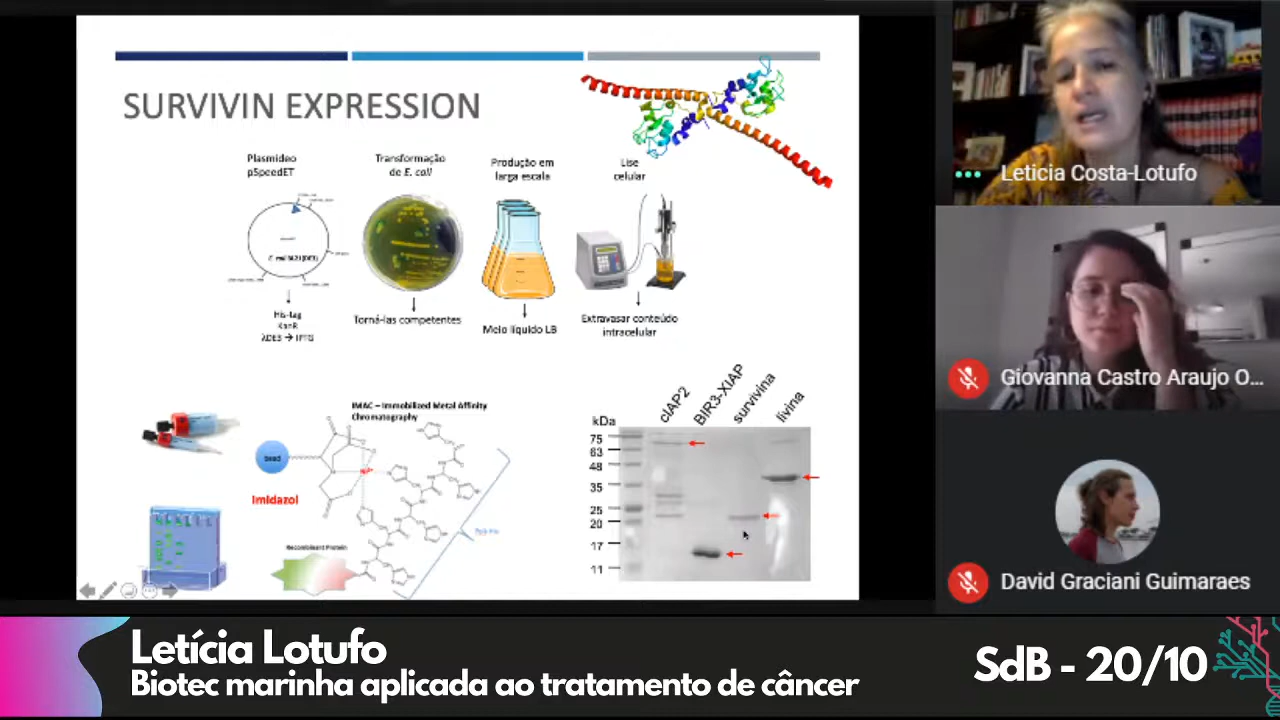 SURVIVIN EXPRESSION
Plasmídeo
pSpeedET
Transformação
de E. coli
Produção em
larga escala
Lise
celular
His-tag
KanR
λDE3 → IPTG
Torná-las competentes
Meio líquido LB
Extravasar conteúdo
intracelular
IMAC – Immobilized Metal Affinity
Chromatography
bead
Imidazol
Recombinant Protein
kDa
cIAP2
BIR3-XIAP
survivina
livina
75
63
48
35
25
20
17
11
Leticia Costa-Lotufo
Giovanna Castro Araujo O...
David Graciani Guimaraes
Letícia Lotufo
Biotec marinha aplicada ao tratamento de câncer
SdB - 20/10